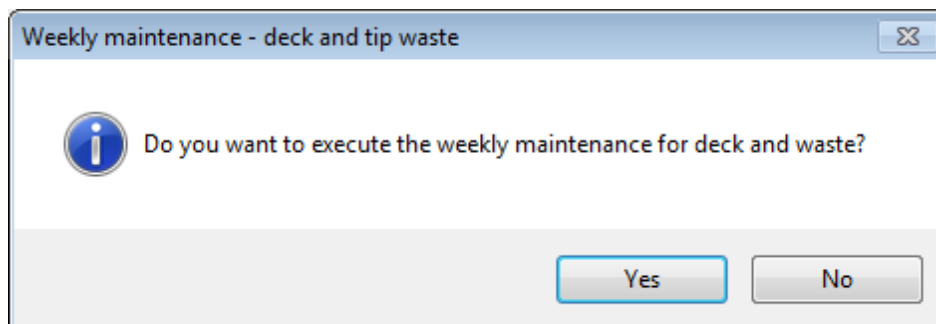 Weekly maintenance - deck and tip waste
Do you want to execute the weekly maintenance for deck and waste?
Yes No